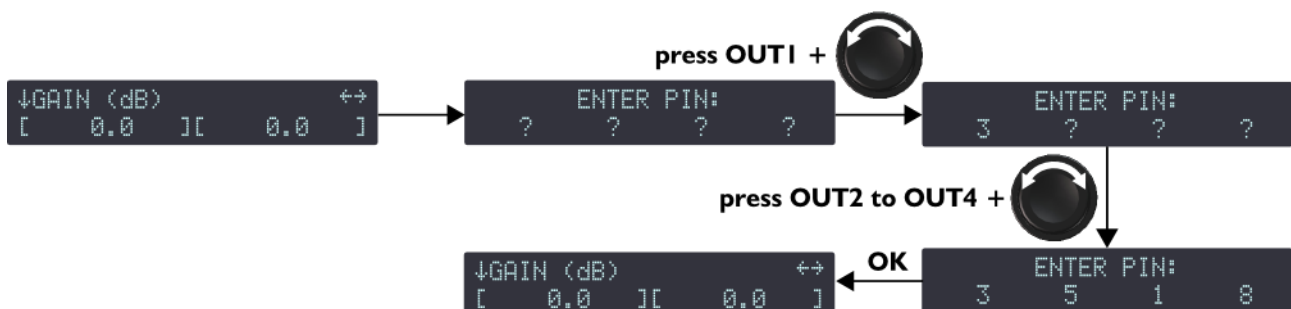 press OUT1 +
↓GAIN (dB) ↔
[ 0.0 ][ 0.0 ]
ENTER PIN:
? ? ? ?
ENTER PIN:
3 ? ? ?
press OUT2 to OUT4 +
↓GAIN (dB) ↔
[ 0.0 ][ 0.0 ]
OK
ENTER PIN:
3 5 1 8